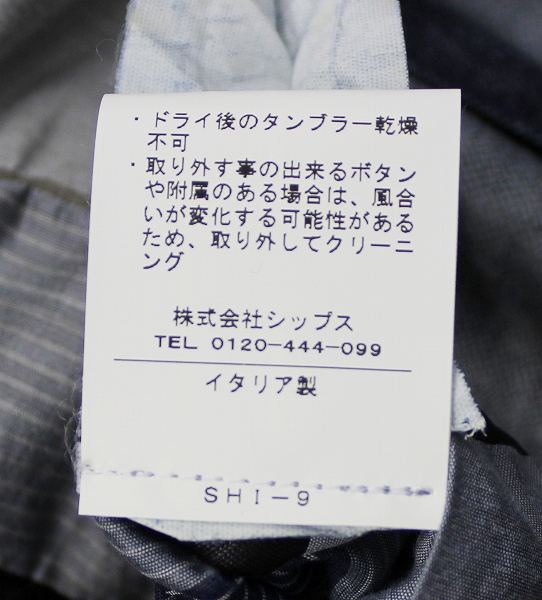 ・ドライ後のタンブラー乾燥
不可
・取り外す事の出来るボタン
や附属のある場合は、風合
いが変化する可能性がある
ため、取り外してクリーニ
ング
株式会社シップス
TEL 0120-444-099
イタリア製
SHI-9